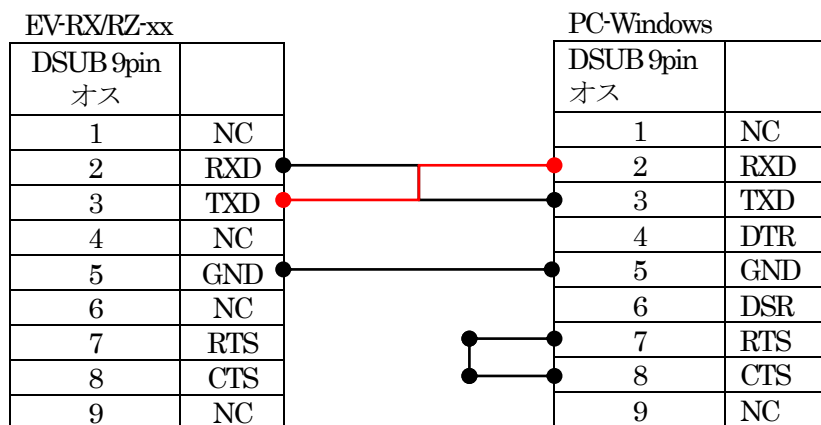 EV-RX/RZ-xx
DSUB 9pin
オス
1 NC
2 RXD
3 TXD
4 NC
5 GND
6 NC
7 RTS
8 CTS
9 NC
PC-Windows
DSUB 9pin
オス
1 NC
2 RXD
3 TXD
4 DTR
5 GND
6 DSR
7 RTS
8 CTS
9 NC